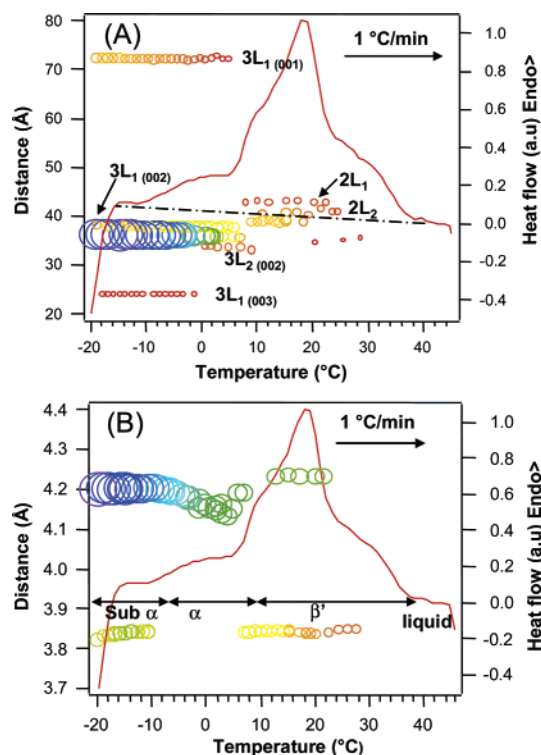 (A)
1 °C/min
3L1 (001)
3L1 (002)
2L1
2L2
3L2 (002)
3L1 (003)
80
70
60
50
40
30
20
Distance (Å)
1.0
0.8
0.6
0.4
0.2
0.0
-0.2
-0.4
Heat flow (a.u) Endo>
-20 -10 0 10 20 30 40
Temperature (°C)
(B)
1 °C/min
4.4
4.3
4.2
4.1
4.0
3.9
3.8
3.7
Distance (Å)
Sub α α β' liquid
1.0
0.8
0.6
0.4
0.2
0.0
-0.2
-0.4
Heat flow (a.u) Endo>
-20 -10 0 10 20 30 40
Temperature (°C)